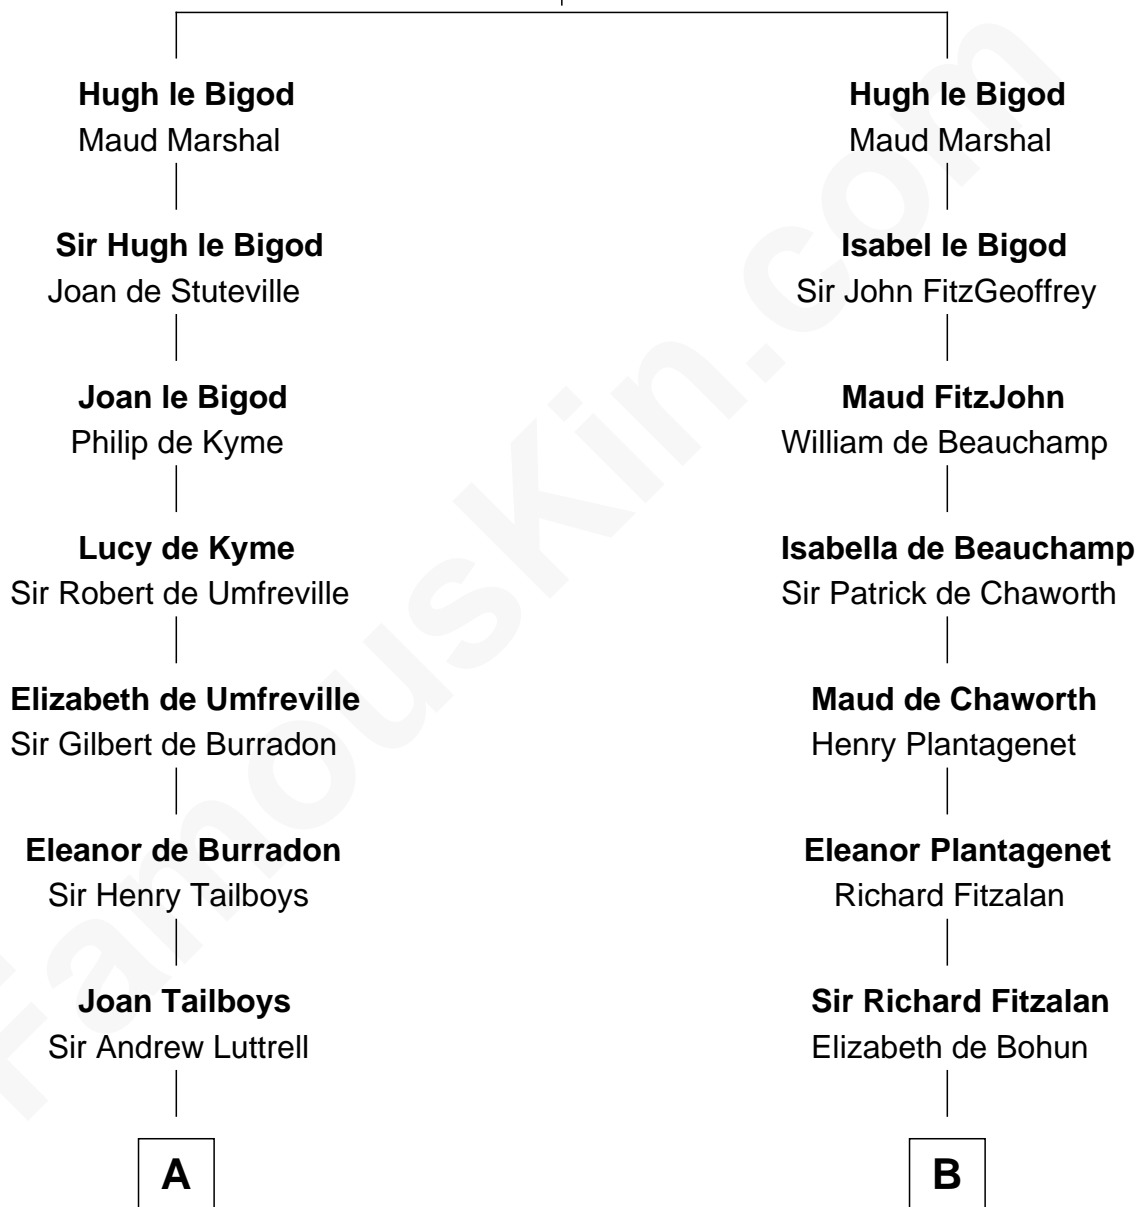 Hugh le Bigod
Maud Marshal
Sir Hugh le Bigod
Joan de Stuteville
Joan le Bigod
Philip de Kyme
Lucy de Kyme
Sir Robert de Umfreville
Elizabeth de Umfreville
Sir Gilbert de Burradon
Eleanor de Burradon
Sir Henry Tailboys
Joan Tailboys
Sir Andrew Luttrell
A
Hugh le Bigod
Maud Marshal
Isabel le Bigod
Sir John FitzGeoffrey
Maud FitzJohn
William de Beauchamp
Isabella de Beauchamp
Sir Patrick de Chaworth
Maud de Chaworth
Henry Plantagenet
Eleanor Plantagenet
Richard Fitzalan
Sir Richard Fitzalan
Elizabeth de Bohun
B
FamousKin.com